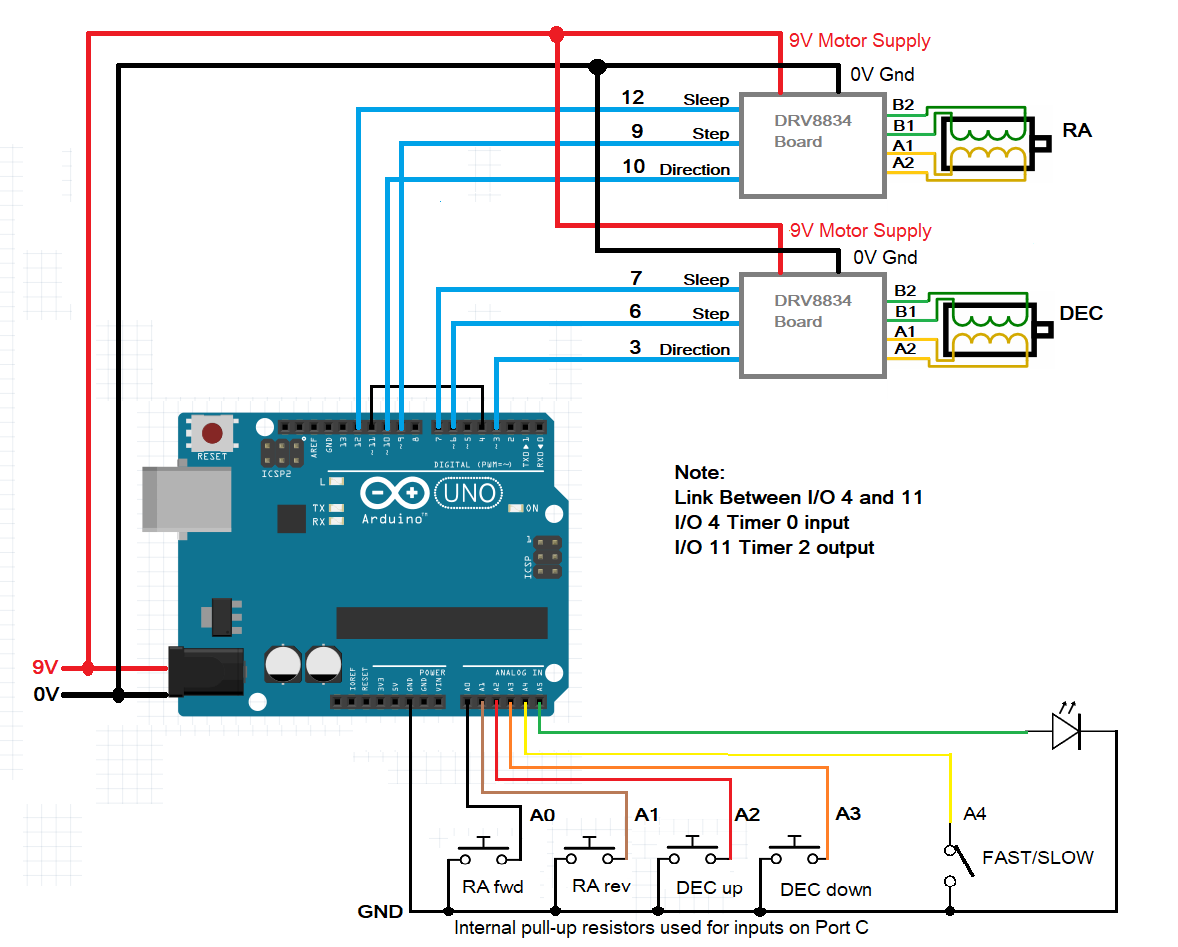 9V Motor Supply
0V Gnd
12 Sleep
9 Step
10 Direction
DRV8834
Board
B2
B1
A1
A2
RA
9V Motor Supply
0V Gnd
7 Sleep
6 Step
3 Direction
DRV8834
Board
B2
B1
A1
A2
DEC
RESET
ICSP2
AREF
GND
13
12
~11
~10
~9
8
7
~6
~5
4
~3
2
TXD▶1
RXD◀0
DIGITAL (PWM=~)
L
TX
RX
Arduino™
UNO
ON
1
ICSP
Note:
Link Between I/O 4 and 11
I/O 4 Timer 0 input
I/O 11 Timer 2 output
9V
0V
POWER
ANALOG IN
IOREF
RESET
3V3
5V
GND
GND
VIN
A0
A1
A2
A3
A4
A5
A0
A1
A2
A3
A4
RA fwd
RA rev
DEC up
DEC down
FAST/SLOW
GND
Internal pull-up resistors used for inputs on Port C